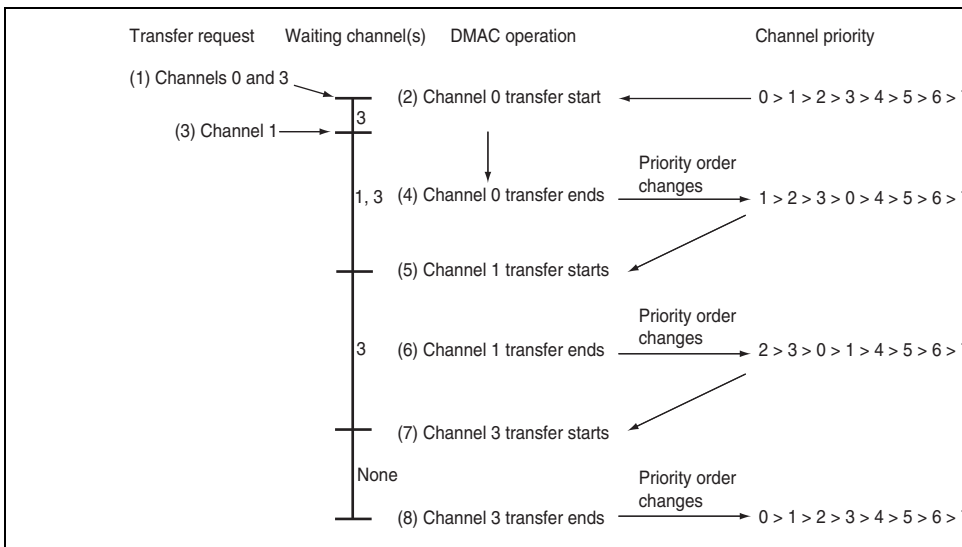 Transfer request Waiting channel(s) DMAC operation Channel priority
(1) Channels 0 and 3
(2) Channel 0 transfer start 0 > 1 > 2 > 3 > 4 > 5 > 6 >
3
(3) Channel 1
Priority order
changes
1, 3 (4) Channel 0 transfer ends 1 > 2 > 3 > 0 > 4 > 5 > 6 >
(5) Channel 1 transfer starts
Priority order
changes
3 (6) Channel 1 transfer ends 2 > 3 > 0 > 1 > 4 > 5 > 6 >
(7) Channel 3 transfer starts
None
Priority order
changes
(8) Channel 3 transfer ends 0 > 1 > 2 > 3 > 4 > 5 > 6 >